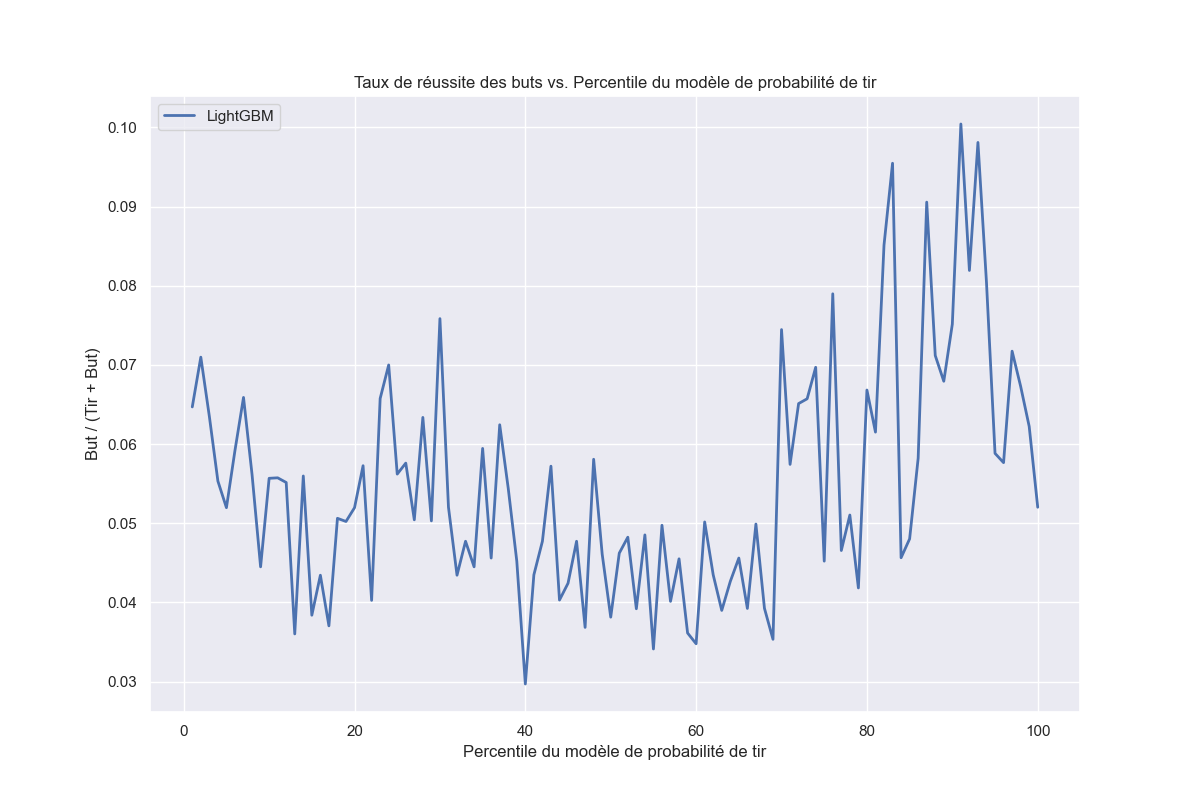 Taux de réussite des buts vs. Percentile du modèle de probabilité de tir
LightGBM
0.10
0.09
0.08
0.07
0.06
0.05
0.04
0.03
But / (Tir + But)
0 20 40 60 80 100
Percentile du modèle de probabilité de tir